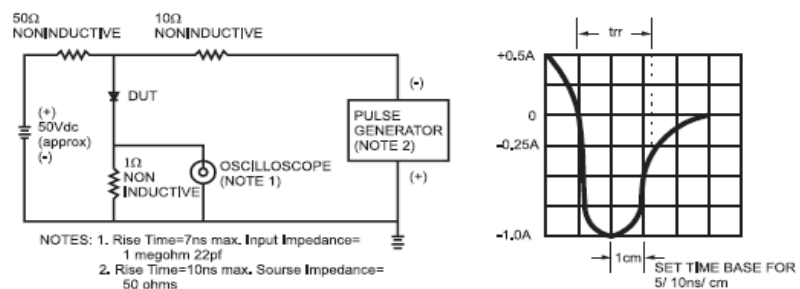 50Ω
NONINDUCTIVE
10Ω
NONINDUCTIVE
DUT
(+)
50Vdc
(approx)
(-)
1Ω
NON
INDUCTIVE
OSCILLOSCOPE
(NOTE 1)
(-)
PULSE
GENERATOR
(NOTE 2)
(+)
NOTES: 1. Rise Time=7ns max. Input Impedance=
1 megohm 22pf
2. Rise Time=10ns max. Sourse Impedance=
50 ohms
trr
+0.5A
0
-0.25A
-1.0A
1cm
SET TIME BASE FOR
5/ 10ns/ cm